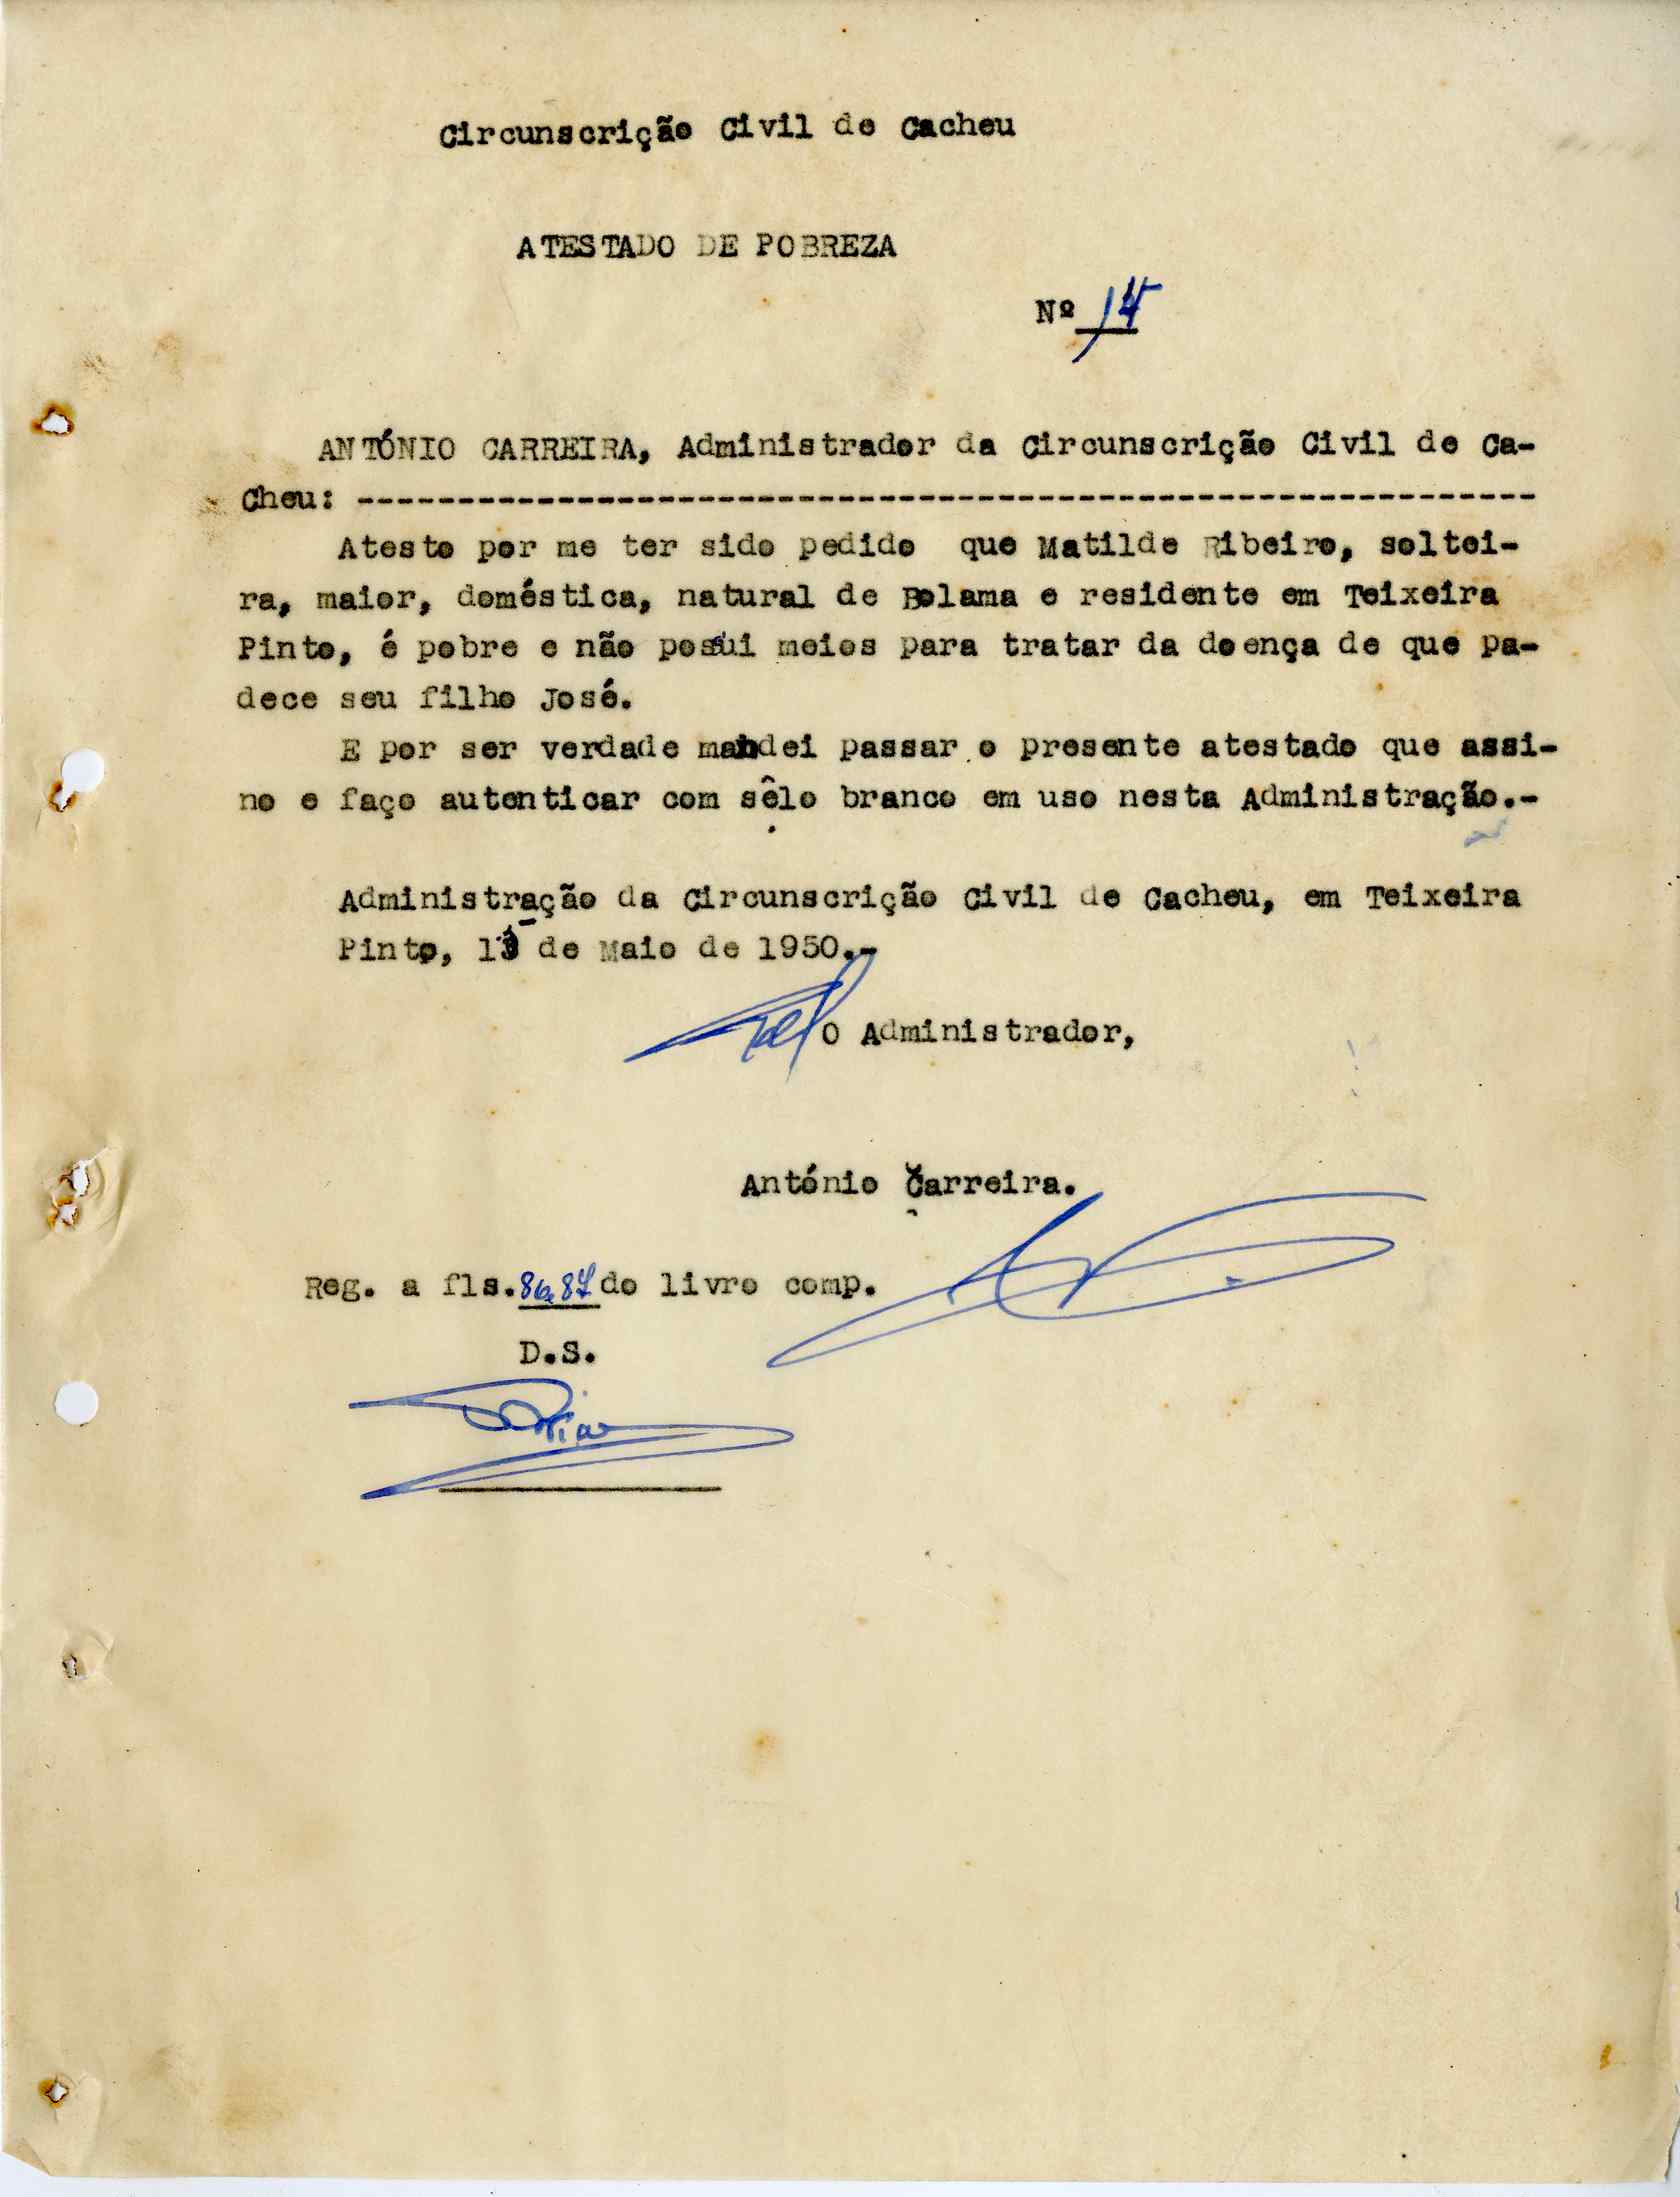 Circunscrição Civil de Cacheu
ATESTADO DE POBREZA
Nº 14
ANTÓNIO CARREIRA, Administrador da Circunscrição Civil de Ca-
Cheu: -----------------------------------------------------------
Atesto por me ter sido pedido que Matilde Ribeiro, soltei-
ra, maior, doméstica, natural de Bolama e residente em Teixeira
Pinto, é pobre e não posui meios para tratar da doença de que pa-
dece seu filho José.
E por ser verdade mandei passar o presente atestado que assi-
no e faço autenticar com sêlo branco em uso nesta Administração.-
Administração da Circunscrição Civil de Cacheu, em Teixeira
Pinto, de Maio de 1950.-
O Administrador,
António Carreira.
Reg. a fls. 86,87 do livro comp.
D.S.